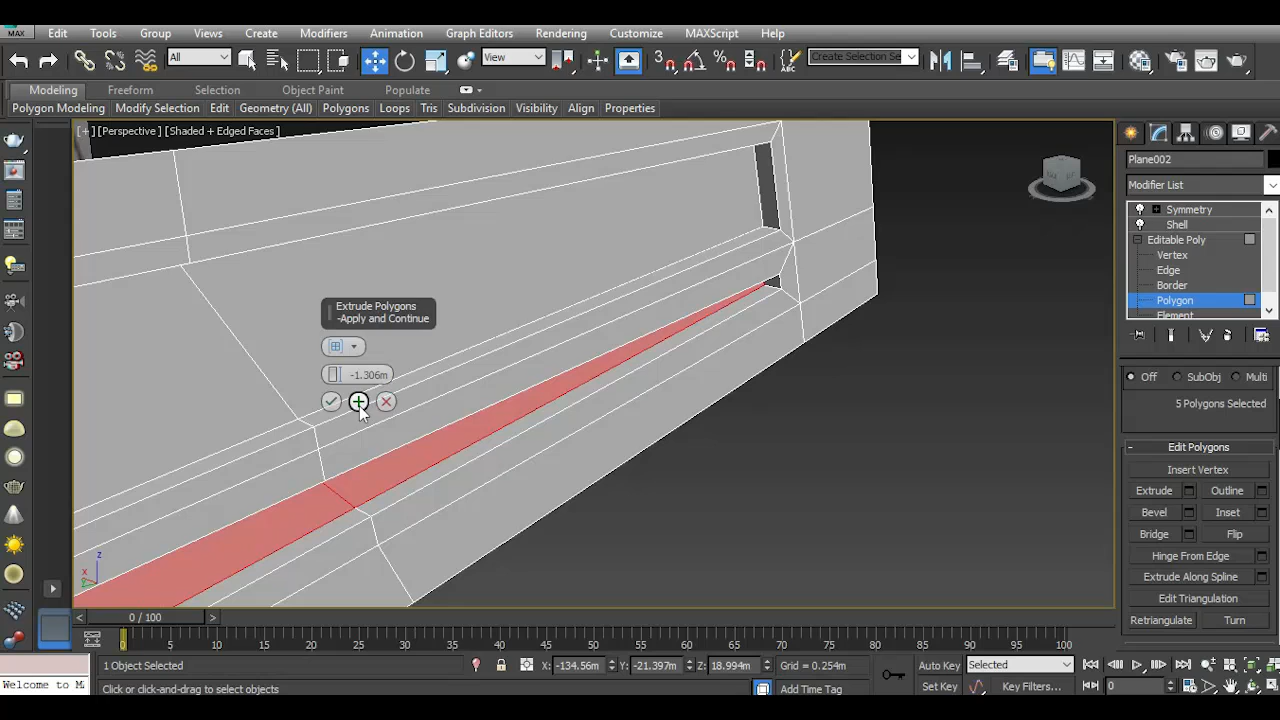 MAX Edit Tools Group Views Create Modifiers Animation Graph Editors Rendering Customize MAXScript Help
All View 3 % ABC Create Selection Se
Modeling Freeform Selection Object Paint Populate
Polygon Modeling Modify Selection Edit Geometry (All) Polygons Loops Tris Subdivision Visibility Align Properties
[+] [Perspective] [Shaded + Edged Faces]
Plane002
Modifier List
Symmetry
Shell
Editable Poly
Vertex
Edge
Border
Polygon
Element
Extrude Polygons
-Apply and Continue
-1.306m
Off SubObj Multi
5 Polygons Selected
Edit Polygons
Insert Vertex
Extrude Outline
Bevel Inset
Bridge Flip
Hinge From Edge
Extrude Along Spline
Edit Triangulation
Retriangulate Turn
z
x
< 0 / 100 >
0 5 10 15 20 25 30 35 40 45 50 55 60 65 70 75 80 85 90 95 100
1 Object Selected X: -134.56m Y: -21.397m Z: 18.994m Grid = 0.254m Auto Key Selected
Welcome to M Click or click-and-drag to select objects Add Time Tag Set Key Key Filters... 0